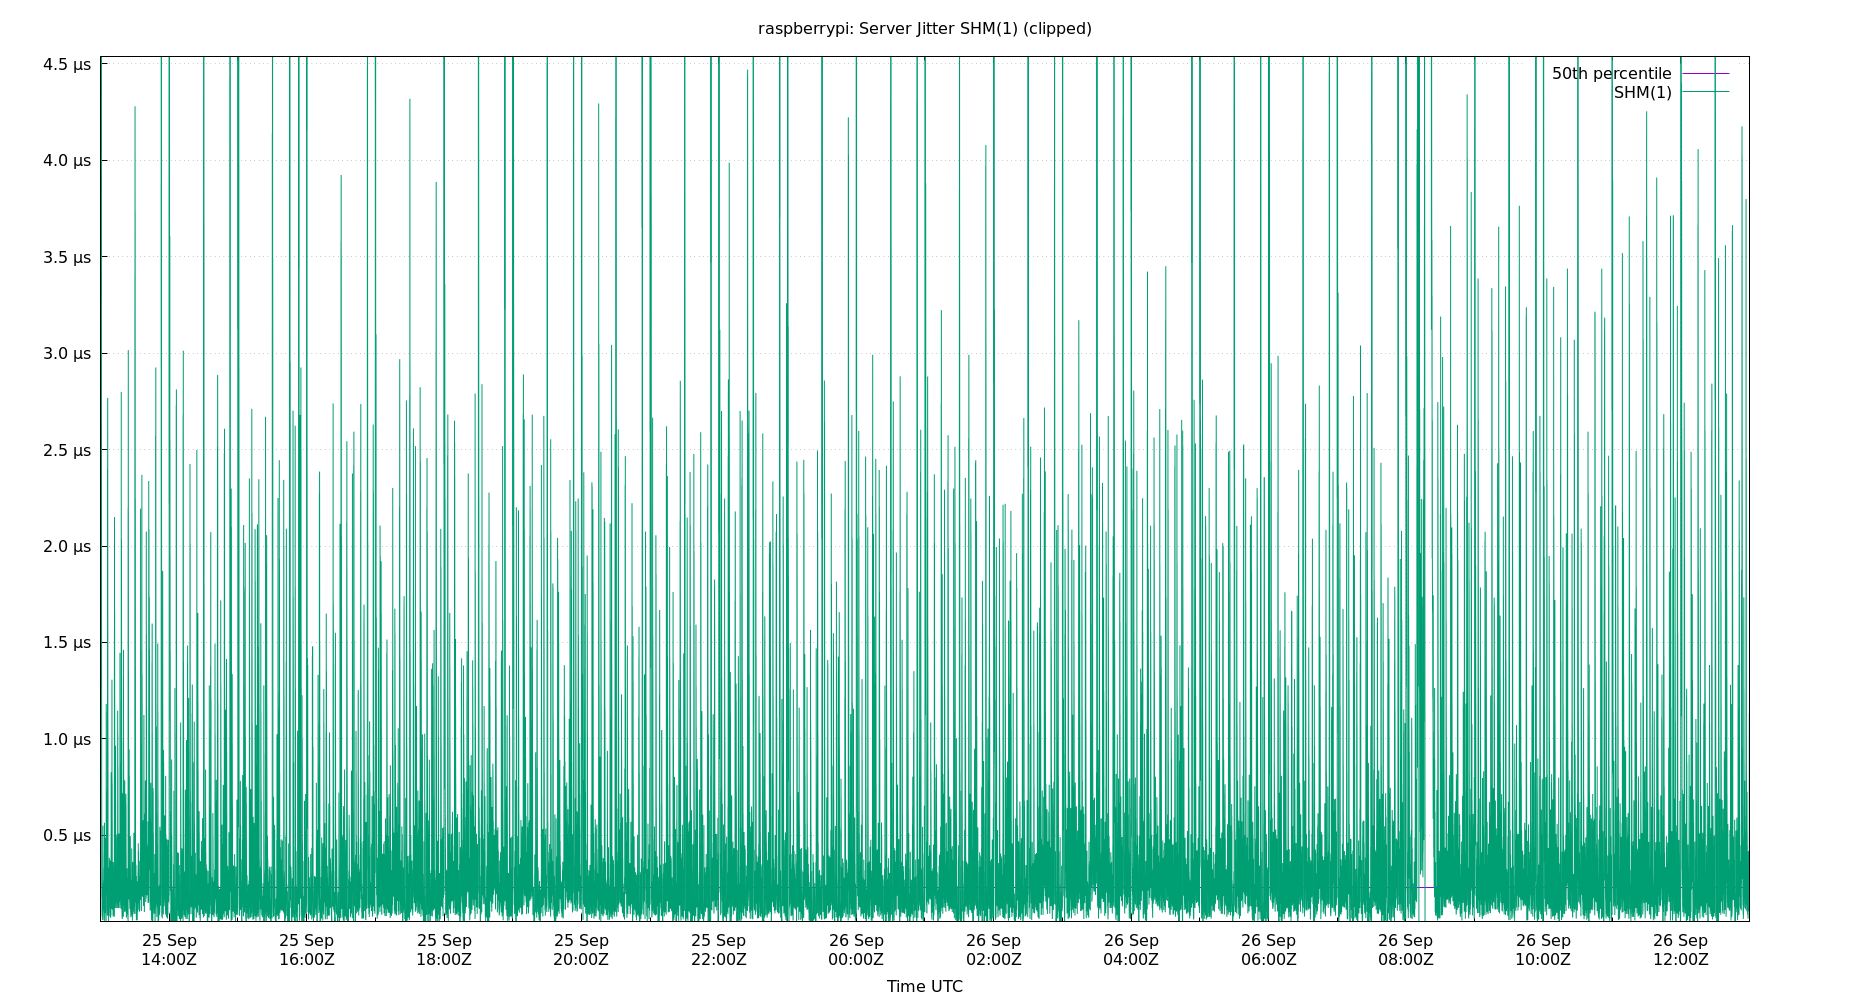 raspberrypi: Server Jitter SHM(1) (clipped)
4.5 µs
4.0 µs
3.5 µs
3.0 µs
2.5 µs
2.0 µs
1.5 µs
1.0 µs
0.5 µs
50th percentile
SHM(1)
25 Sep 25 Sep 25 Sep 25 Sep 25 Sep 26 Sep 26 Sep 26 Sep 26 Sep 26 Sep 26 Sep 26 Sep
14:00Z 16:00Z 18:00Z 20:00Z 22:00Z 00:00Z 02:00Z 04:00Z 06:00Z 08:00Z 10:00Z 12:00Z
Time UTC